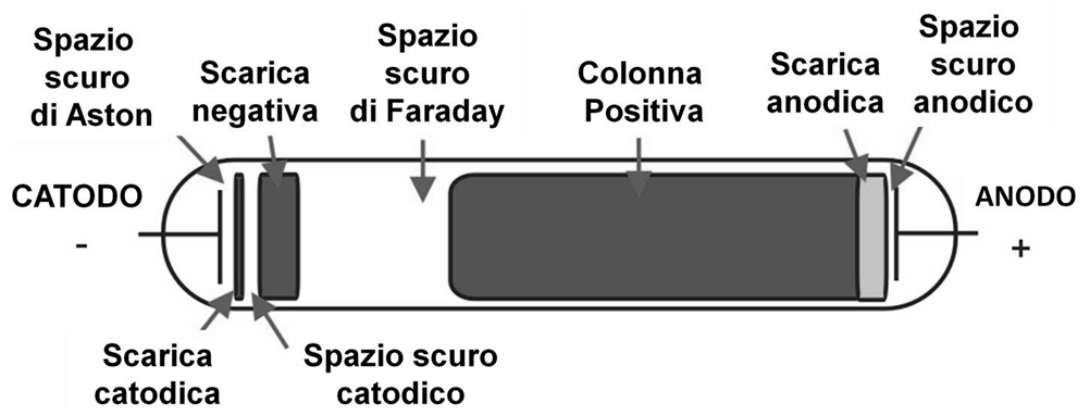 Spazio
scuro
di Aston
Scarica
negativa
Spazio
scuro
di Faraday
Colonna
Positiva
Scarica
anodica
Spazio
scuro
anodico
CATODO
-
ANODO
+
Scarica
catodica
Spazio scuro
catodico